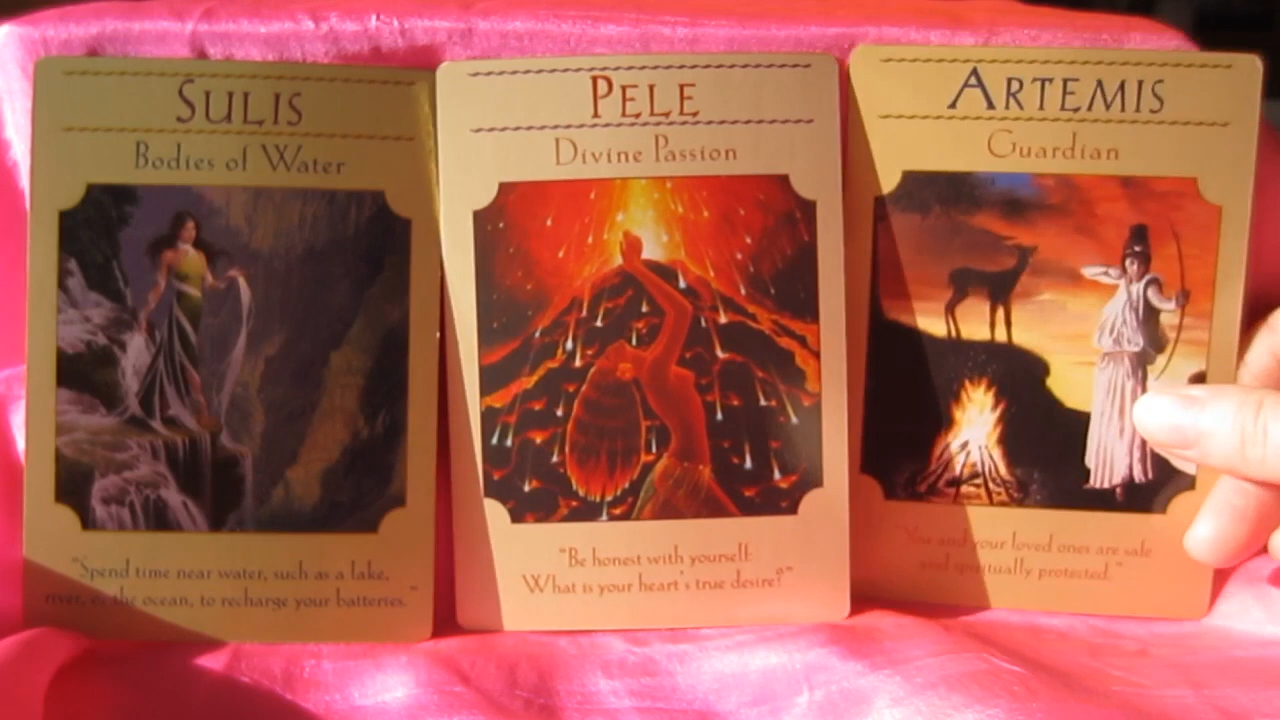 SULIS
Bodies of Water
"Spend time near water, such as a lake,
river, or the ocean, to recharge your batteries."
PELE
Divine Passion
"Be honest with yourself:
What is your heart's true desire?"
ARTEMIS
Guardian
"You and your loved ones are safe
and spiritually protected."